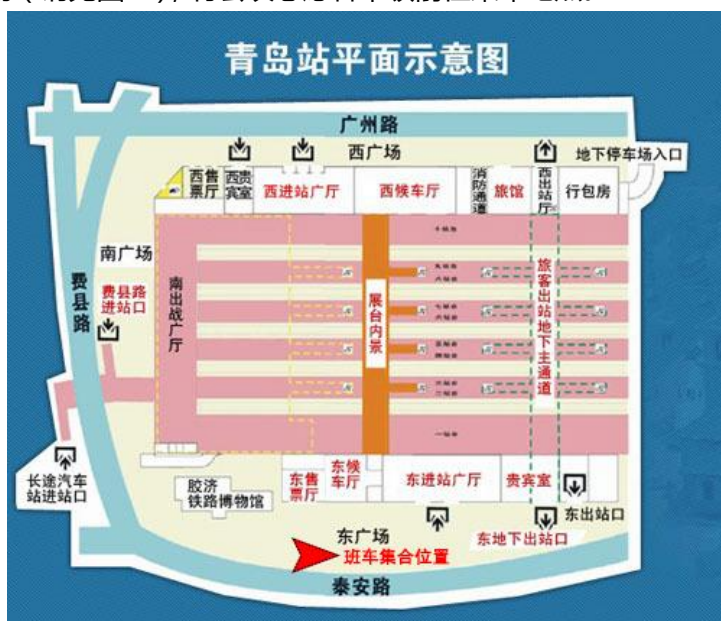 青岛站平面示意图
广州路
西广场
地下停车场入口
西售
票厅
西贵
宾室
西进站广厅
西候车厅
消防通道
旅馆
西出站厅
行包房
南广场
费县路
费县路
进站口
南出战广厅
展台内景
旅客出站地下主通道
长途汽车
站进站口
胶济
铁路博物馆
东售
票厅
东候
车厅
东进站广厅
贵宾室
东出站口
东广场
东地下出站口
班车集合位置
泰安路